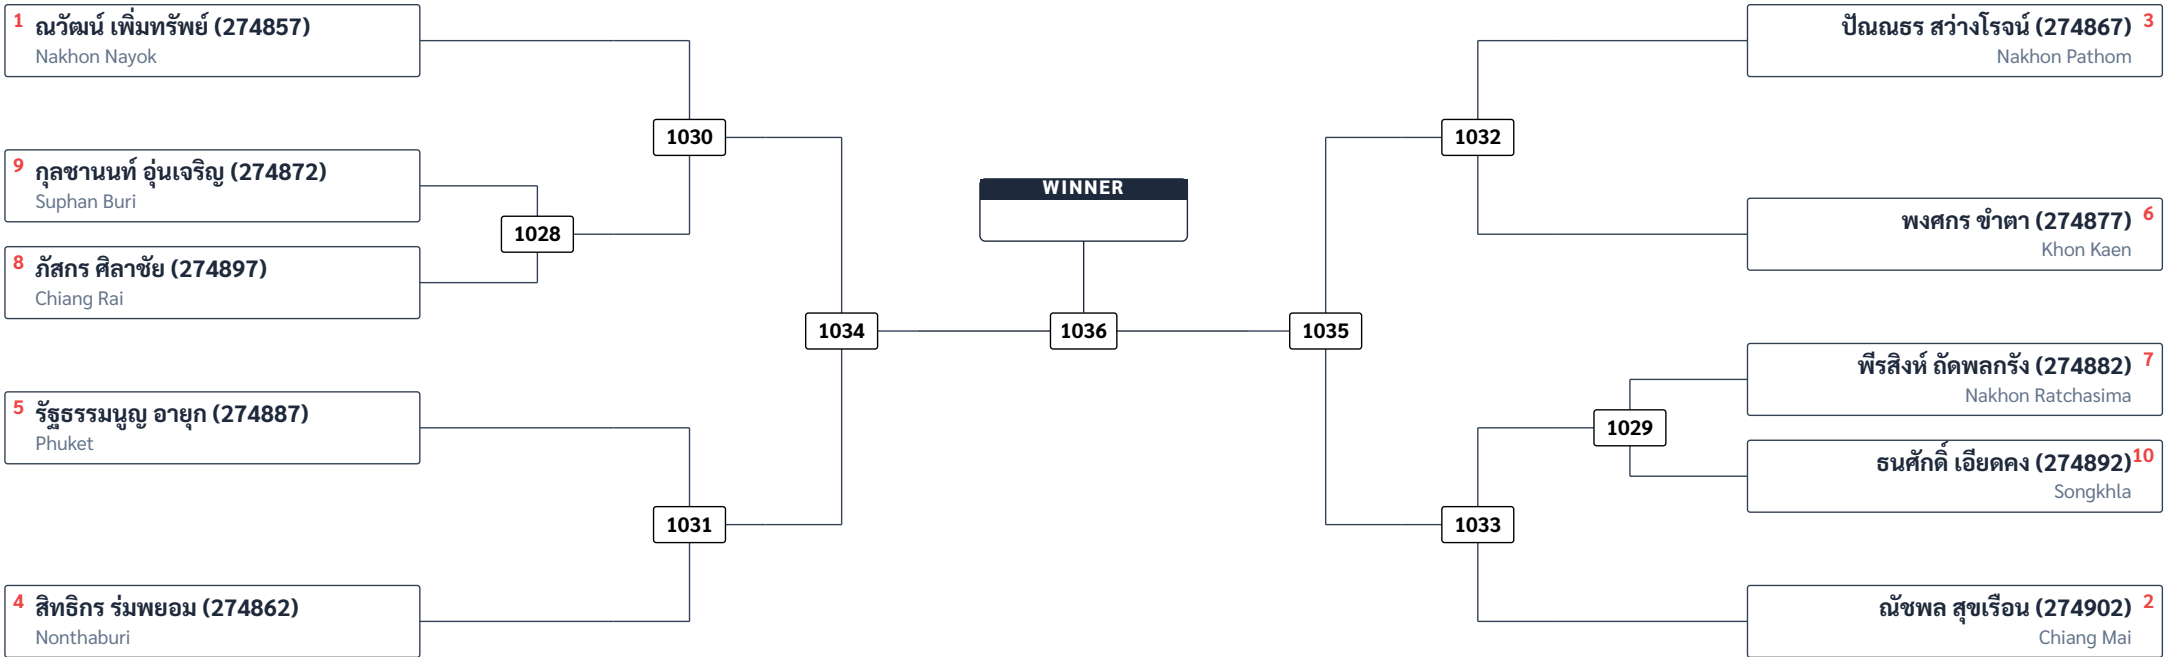 1 ณวัฒน์ เพิ่มทรัพย์ (274857)
Nakhon Nayok
9 กุลชานนท์ อุ่นเจริญ (274872)
Suphan Buri
8 ภัสกร ศิลาชัย (274897)
Chiang Rai
5 รัฐธรรมนูญ อายุก (274887)
Phuket
4 สิทธิกร ร่มพยอม (274862)
Nonthaburi
1028
1030
1031
1034
WINNER
1036
1035
1032
1033
1029
ปัณณธร สว่างโรจน์ (274867) 3
Nakhon Pathom
พงศกร ขำตา (274877) 6
Khon Kaen
พีรสิงห์ ถัดพลกรัง (274882) 7
Nakhon Ratchasima
ธนศักดิ์ เอียดคง (274892) 10
Songkhla
ณัชพล สุขเรือน (274902) 2
Chiang Mai